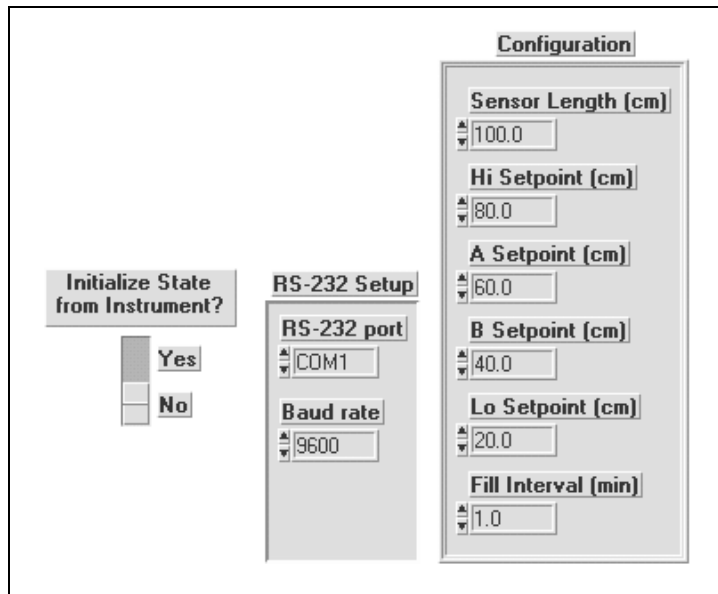 Initialize State
from Instrument?
Yes
No
RS-232 Setup
RS-232 port
COM1
Baud rate
9600
Configuration
Sensor Length (cm)
100.0
Hi Setpoint (cm)
80.0
A Setpoint (cm)
60.0
B Setpoint (cm)
40.0
Lo Setpoint (cm)
20.0
Fill Interval (min)
1.0